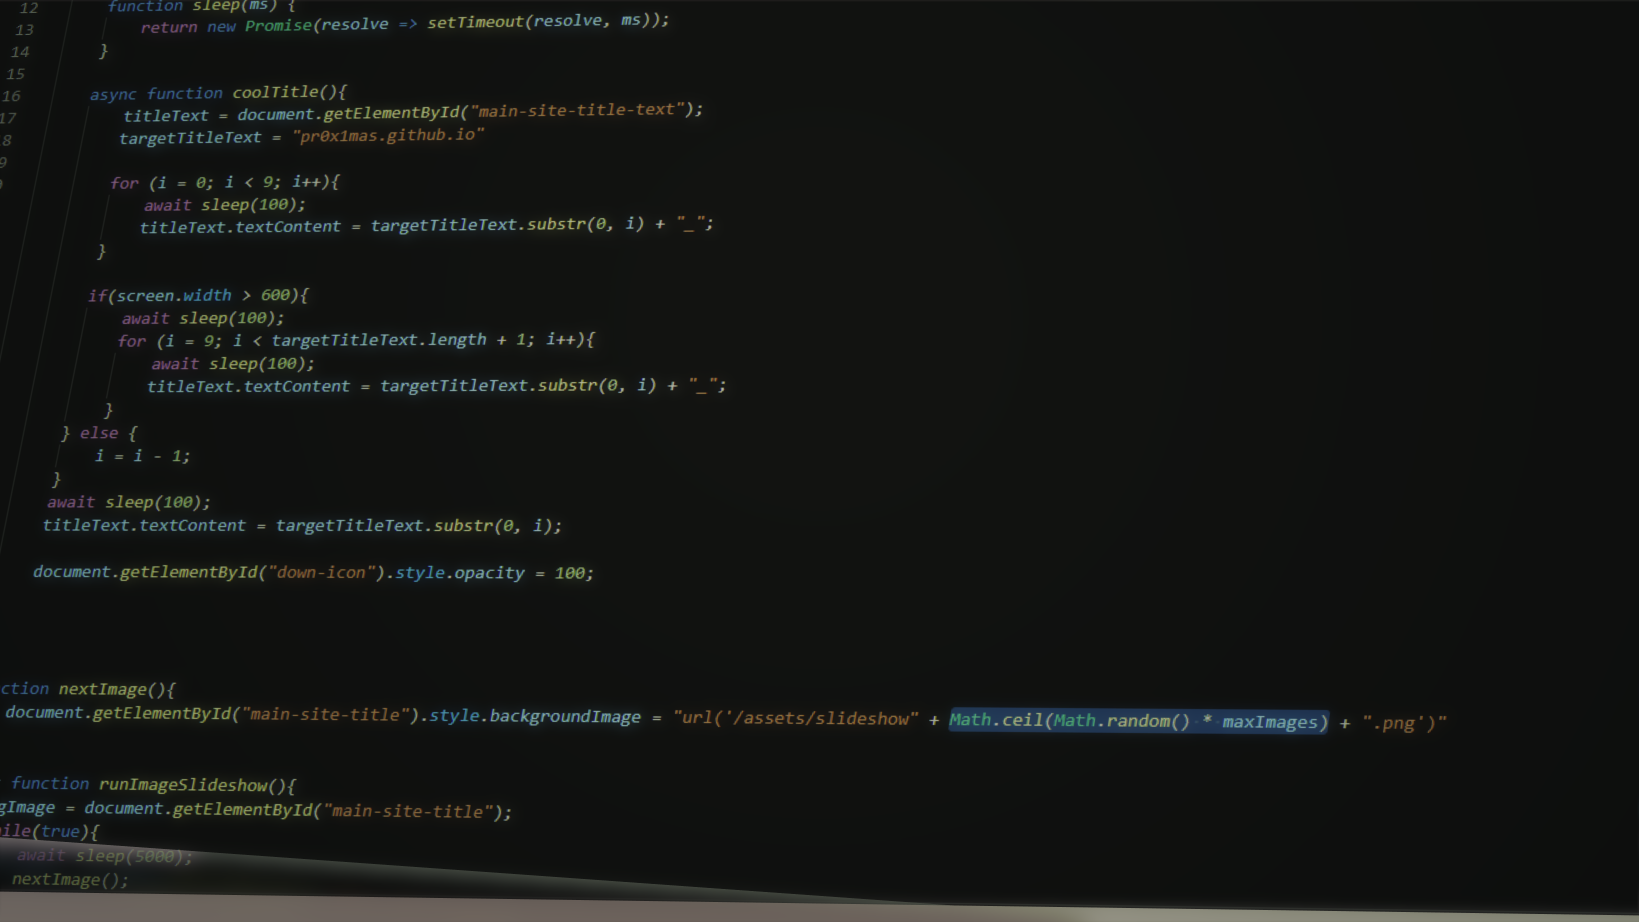 12 function sleep(ms) {
13 return new Promise(resolve => setTimeout(resolve, ms));
14 }
15
16 async function coolTitle(){
17 titleText = document.getElementById("main-site-title-text");
8 targetTitleText = "pr0x1mas.github.io"
9
for (i = 0; i < 9; i++){
await sleep(100);
titleText.textContent = targetTitleText.substr(0, i) + "_";
}
if(screen.width > 600){
await sleep(100);
for (i = 9; i < targetTitleText.length + 1; i++){
await sleep(100);
titleText.textContent = targetTitleText.substr(0, i) + "_";
}
} else {
i = i - 1;
}
await sleep(100);
titleText.textContent = targetTitleText.substr(0, i);
document.getElementById("down-icon").style.opacity = 100;
ction nextImage(){
document.getElementById("main-site-title").style.backgroundImage = "url('/assets/slideshow" + Math.ceil(Math.random() * maxImages) + ".png')"
function runImageSlideshow(){
gImage = document.getElementById("main-site-title");
ile(true){
await sleep(5000);
nextImage();